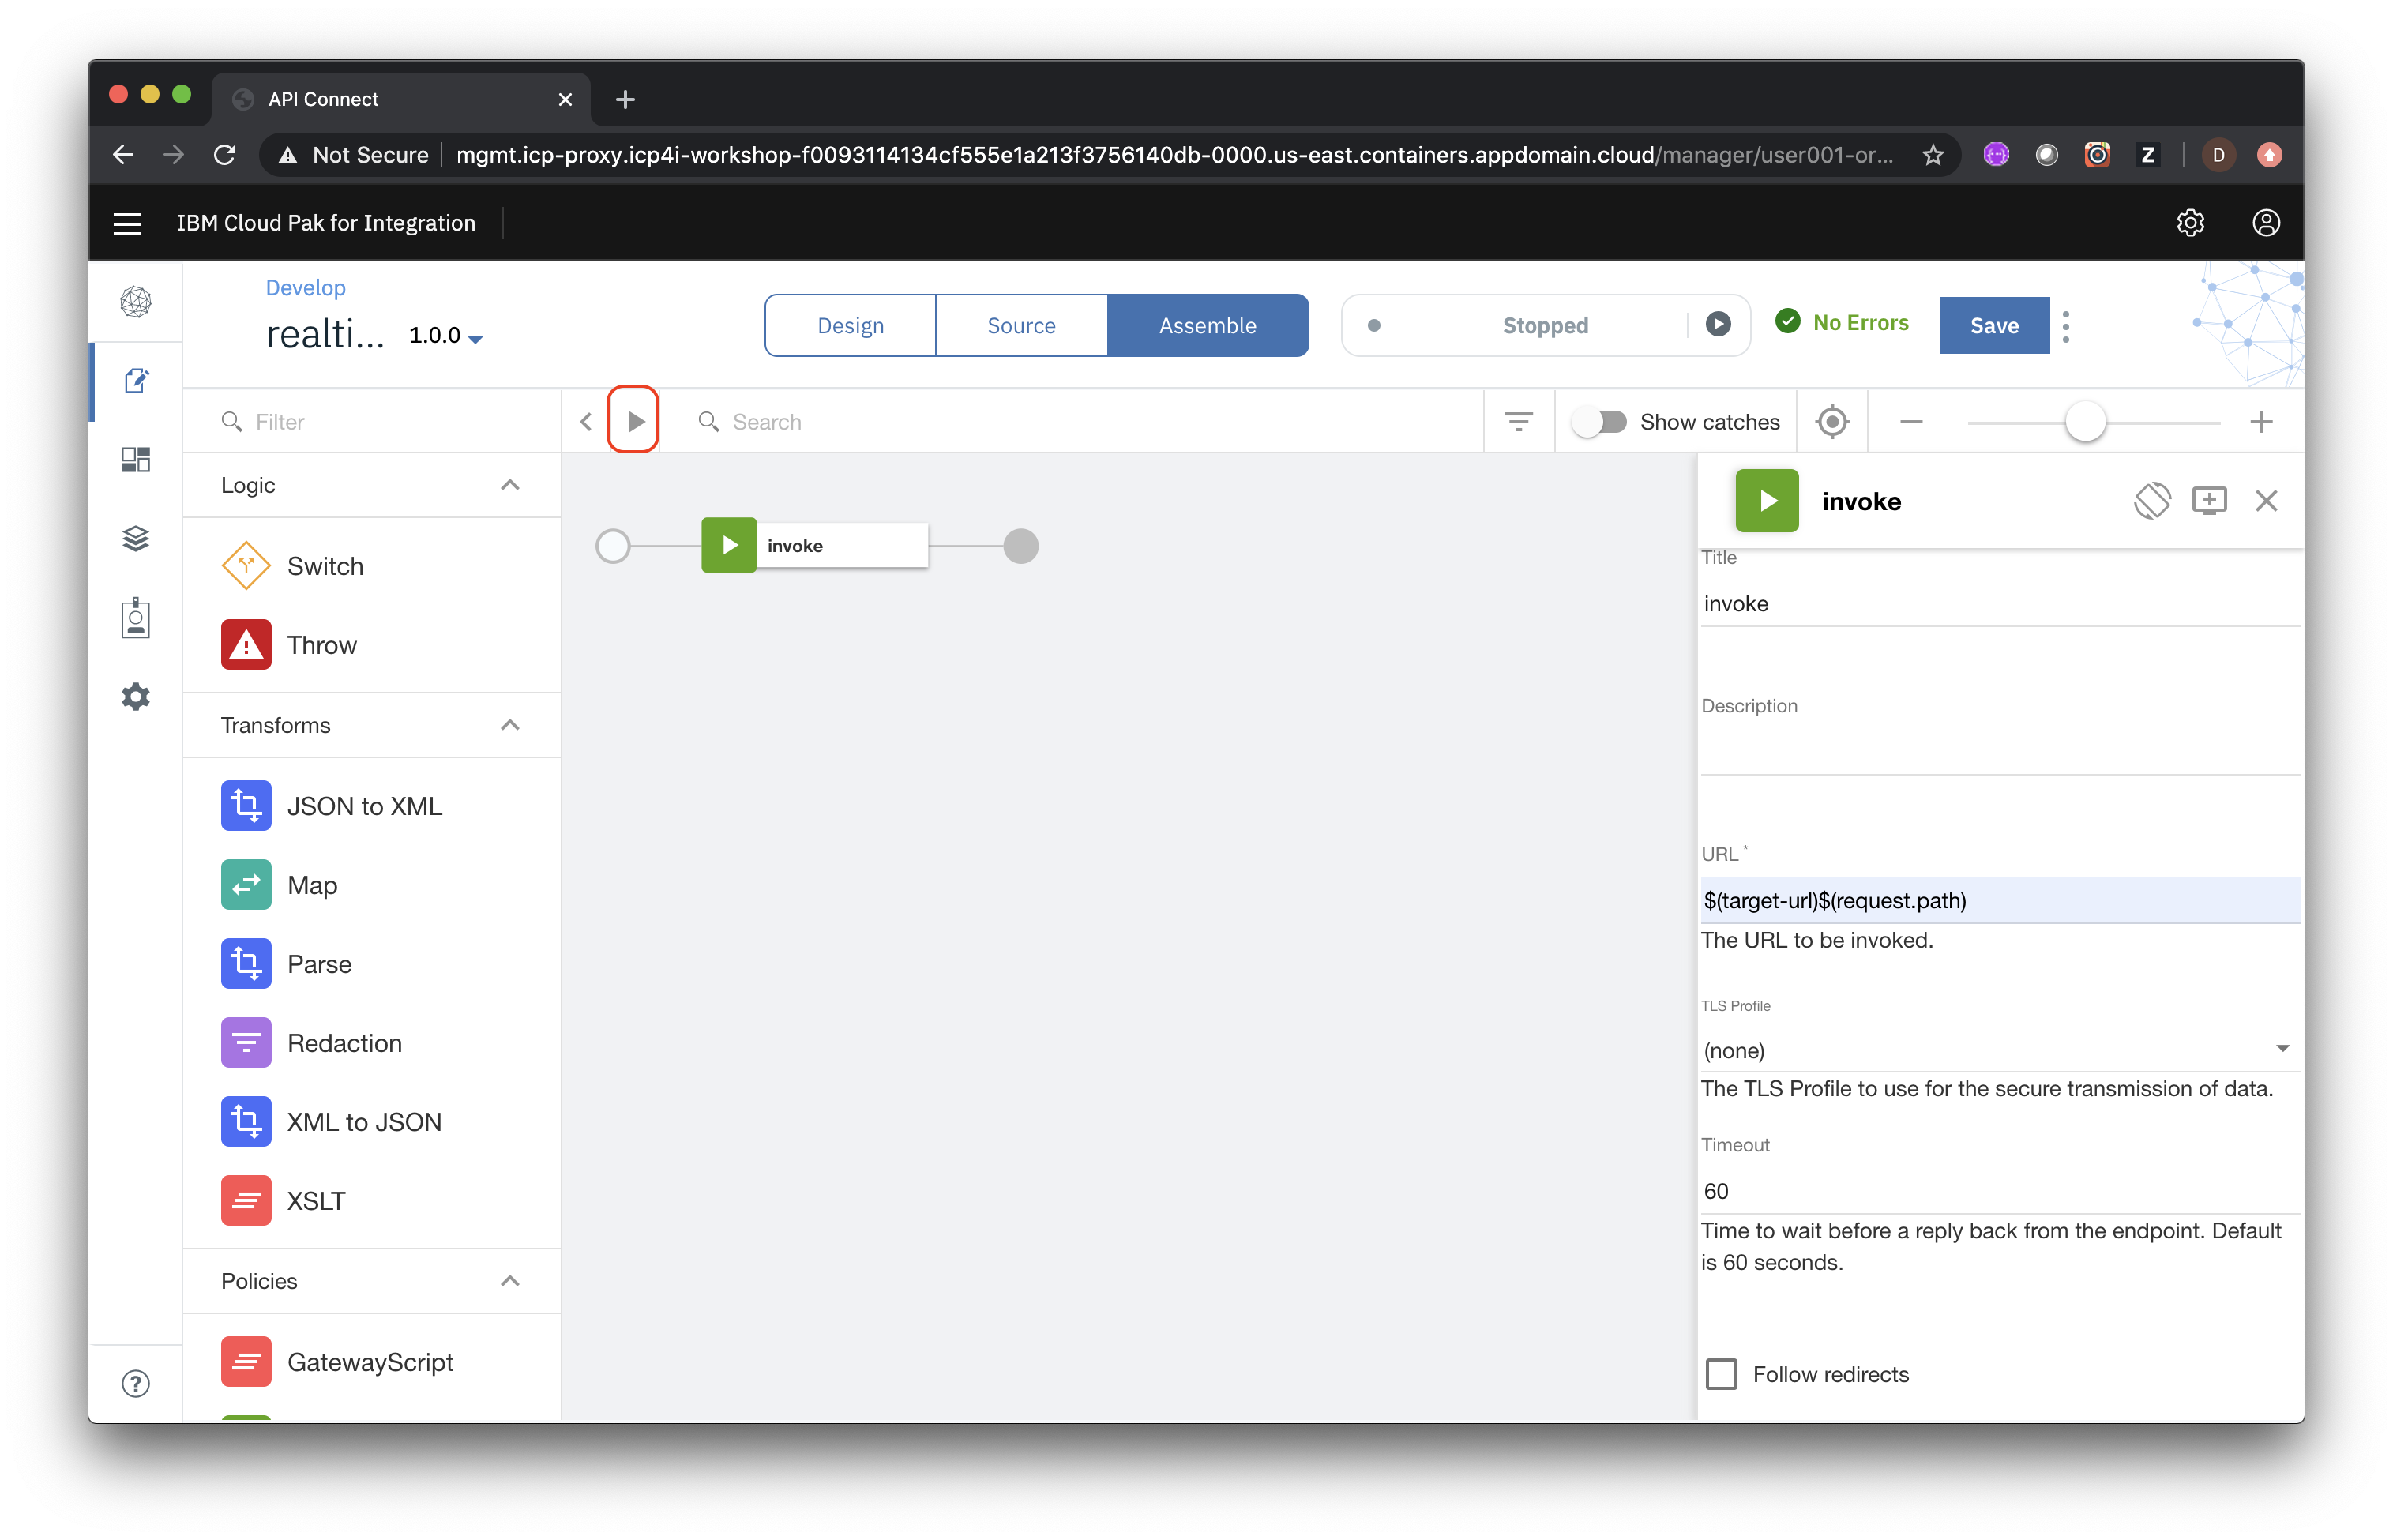 API Connect
Not Secure
mgmt.icp-proxy.icp4i-workshop-f0093114134cf555e1a213f3756140db-0000.us-east.containers.appdomain.cloud/manager/user001-or...
Z
D
IBM Cloud Pak for Integration
Develop
realti...
1.0.0
Design
Source
Assemble
Stopped
No Errors
Save
Filter
Search
Show catches
Logic
Switch
Throw
Transforms
JSON to XML
Map
Parse
Redaction
XML to JSON
XSLT
Policies
GatewayScript
invoke
invoke
Title
invoke
Description
URL *
$(target-url)$(request.path)
The URL to be invoked.
TLS Profile
(none)
The TLS Profile to use for the secure transmission of data.
Timeout
60
Time to wait before a reply back from the endpoint. Default
is 60 seconds.
Follow redirects